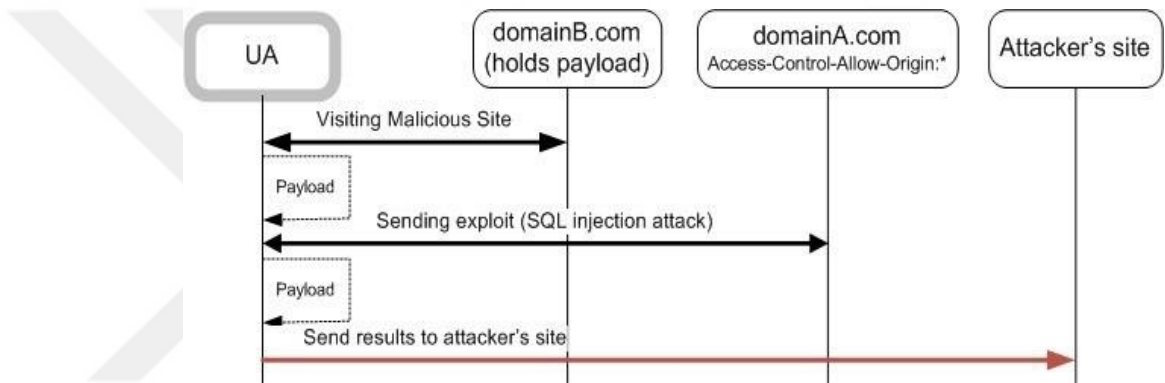 UA
domainB.com
(holds payload)
domainA.com
Access-Control-Allow-Origin:*
Attacker's site
Visiting Malicious Site
Payload
Sending exploit (SQL injection attack)
Payload
Send results to attacker's site